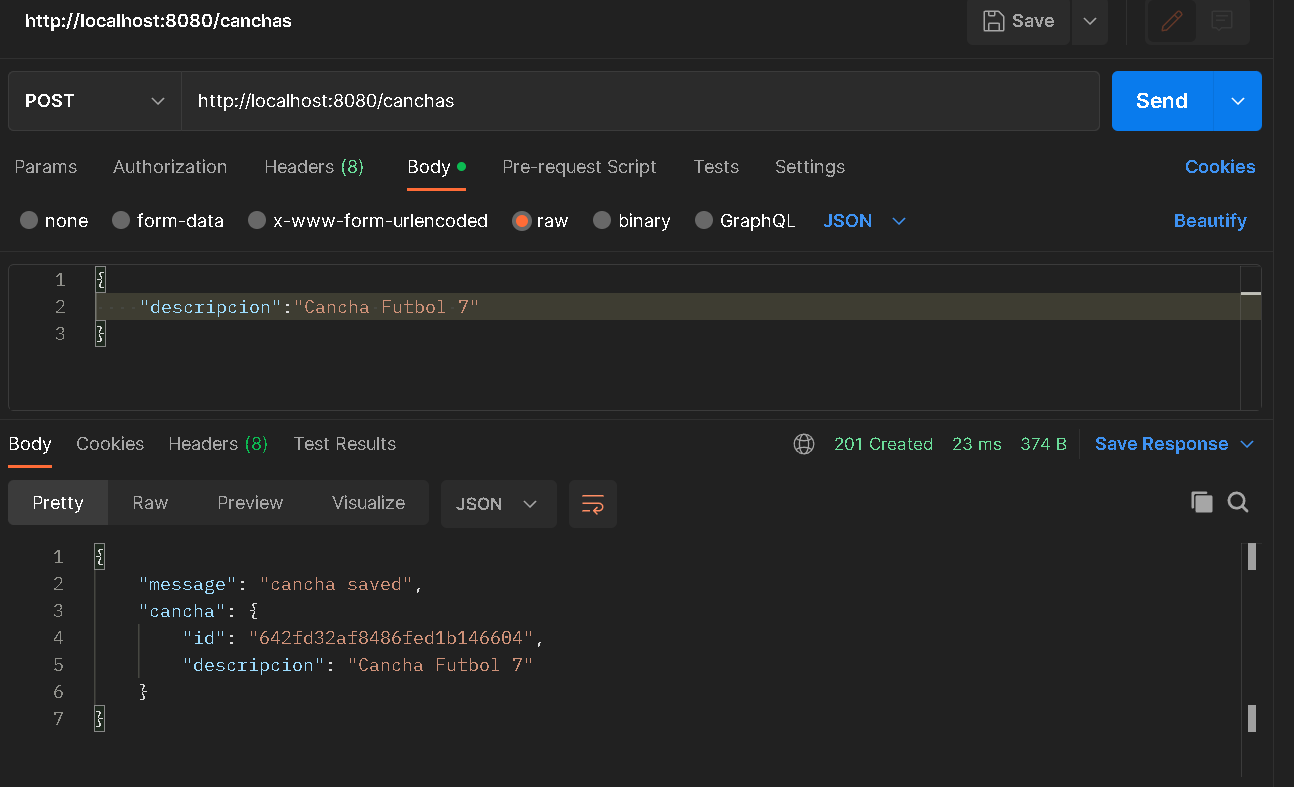 http://localhost:8080/canchas
Save
POST
http://localhost:8080/canchas
Send
Params Authorization Headers (8) Body Pre-request Script Tests Settings Cookies
none form-data x-www-form-urlencoded raw binary GraphQL JSON Beautify
1 {
2 "descripcion":"Cancha Futbol 7"
3 }
Body Cookies Headers (8) Test Results 201 Created 23 ms 374 B Save Response
Pretty Raw Preview Visualize JSON
1 {
2 "message": "cancha saved",
3 "cancha": {
4 "id": "642fd32af8486fed1b146604",
5 "descripcion": "Cancha Futbol 7"
6 }
7 }